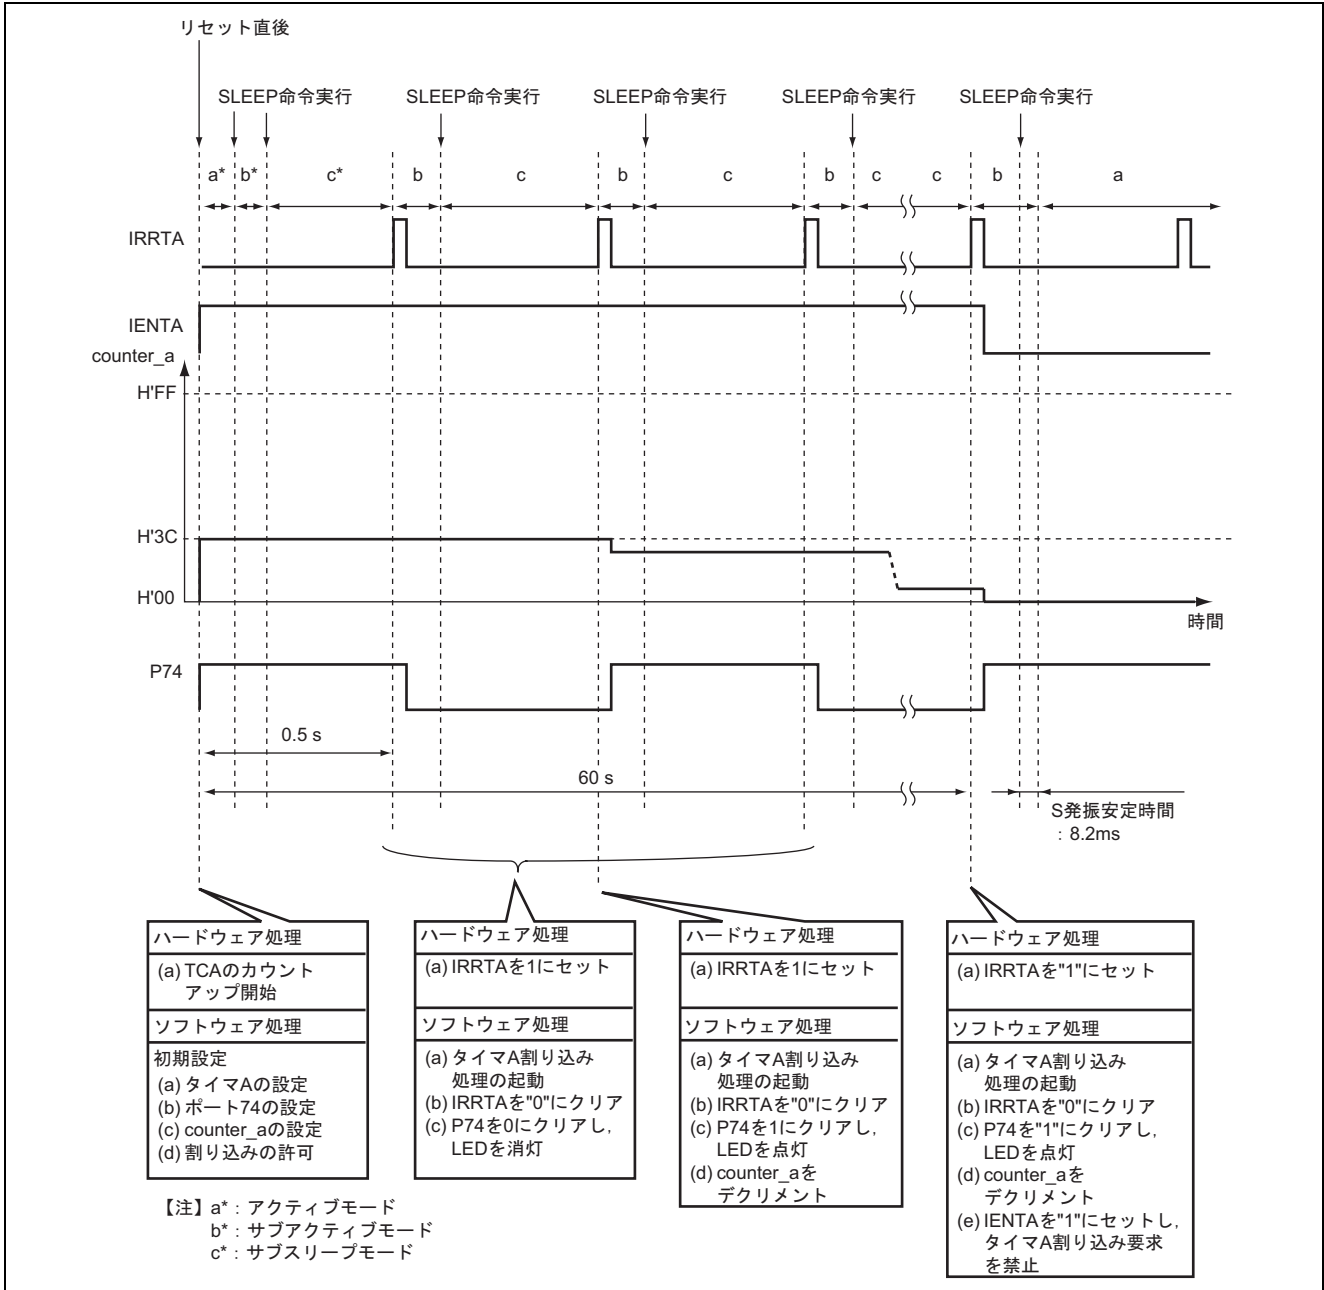 リセット直後
SLEEP命令実行 SLEEP命令実行 SLEEP命令実行 SLEEP命令実行 SLEEP命令実行
a* b* c* b c b c b c c b a
IRRTA
IENTA
counter_a
H'FF
H'3C
H'00
時間
P74
0.5 s
60 s
S発振安定時間
：8.2ms
ハードウェア処理
(a) TCAのカウント
アップ開始
ソフトウェア処理
初期設定
(a) タイマAの設定
(b) ポート74の設定
(c) counter_aの設定
(d) 割り込みの許可
ハードウェア処理
(a) IRRTAを1にセット
ソフトウェア処理
(a) タイマA割り込み
処理の起動
(b) IRRTAを"0"にクリア
(c) P74を0にクリアし,
LEDを消灯
ハードウェア処理
(a) IRRTAを1にセット
ソフトウェア処理
(a) タイマA割り込み
処理の起動
(b) IRRTAを"0"にクリア
(c) P74を1にクリアし,
LEDを点灯
(d) counter_aを
デクリメント
ハードウェア処理
(a) IRRTAを"1"にセット
ソフトウェア処理
(a) タイマA割り込み
処理の起動
(b) IRRTAを"0"にクリア
(c) P74を"1"にクリアし,
LEDを点灯
(d) counter_aを
デクリメント
(e) IENTAを"1"にセットし,
タイマA割り込み要求
を禁止
【注】a*：アクティブモード
b*：サブアクティブモード
c*：サブスリープモード